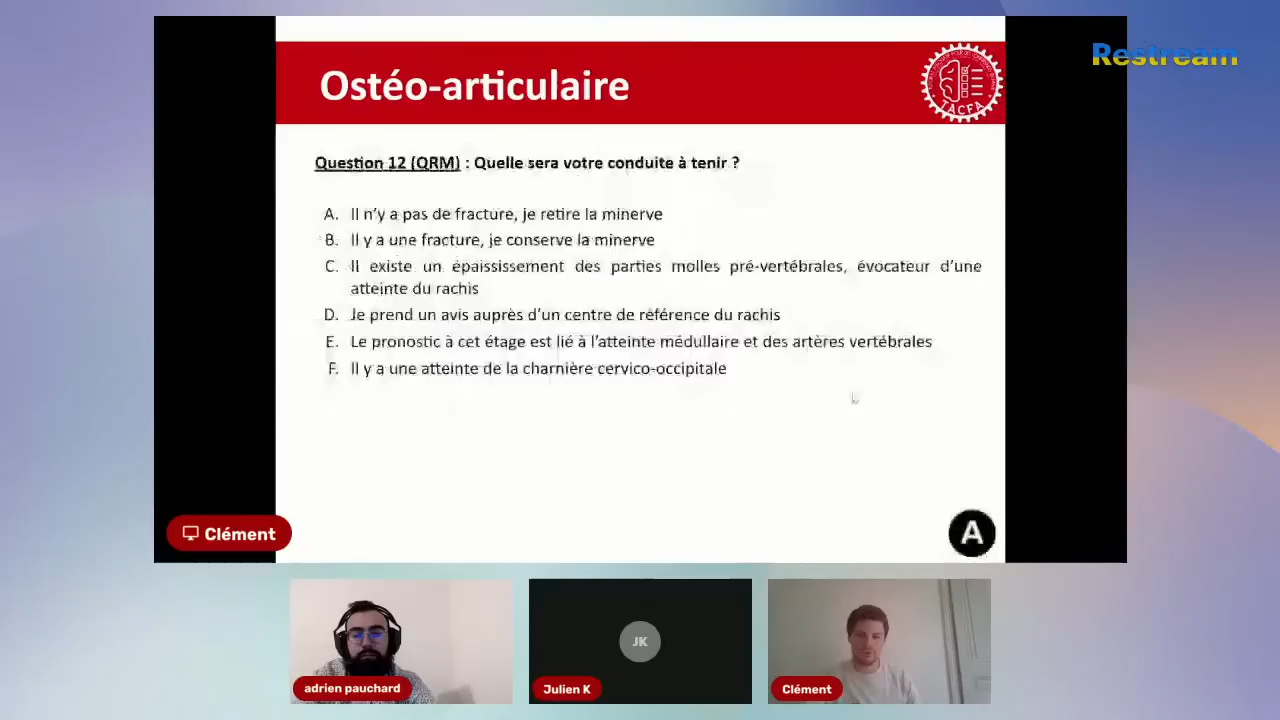 Restream
Ostéo-articulaire
TACFA
Question 12 (QRM) : Quelle sera votre conduite à tenir ?
A. Il n'y a pas de fracture, je retire la minerve
B. Il y a une fracture, je conserve la minerve
C. Il existe un épaississement des parties molles pré-vertébrales, évocateur d'une
atteinte du rachis
D. Je prend un avis auprès d'un centre de référence du rachis
E. Le pronostic à cet étage est lié à l'atteinte médullaire et des artères vertébrales
F. Il y a une atteinte de la charnière cervico-occipitale
Clément
A
JK
adrien pauchard
Julien K
Clément